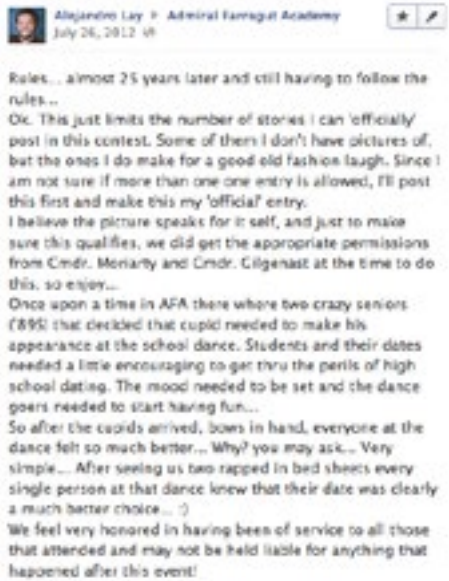 Alejandro Lay ▸ Admiral Farragut Academy
July 26, 2012
Rules... almost 25 years later and still having to follow the
rules...
Ok. This just limits the number of stories I can 'officially'
post in this contest. Some of them I don't have pictures of,
but the ones I do make for a good old fashion laugh. Since I
am not sure if more than one one entry is allowed, I'll post
this first and make this my 'official' entry.
I believe the picture speaks for it self, and just to make
sure this qualifies, we did get the appropriate permissions
from Cmdr. Moriarty and Cmdr. Gilgenast at the time to do
this, so enjoy...
Once upon a time in AFA there where two crazy seniors
('89S) that decided that cupid needed to make his
appearance at the school dance. Students and their dates
needed a little encouraging to get thru the perils of high
school dating. The mood needed to be set and the dance
goers needed to start having fun...
So after the cupids arrived, bows in hand, everyone at the
dance felt so much better... Why? you may ask... Very
simple... After seeing us two rapped in bed sheets every
single person at that dance knew that their date was clearly
a much better choice... :)
We feel very honored in having been of service to all those
that attended and may not be held liable for anything that
happened after this event!